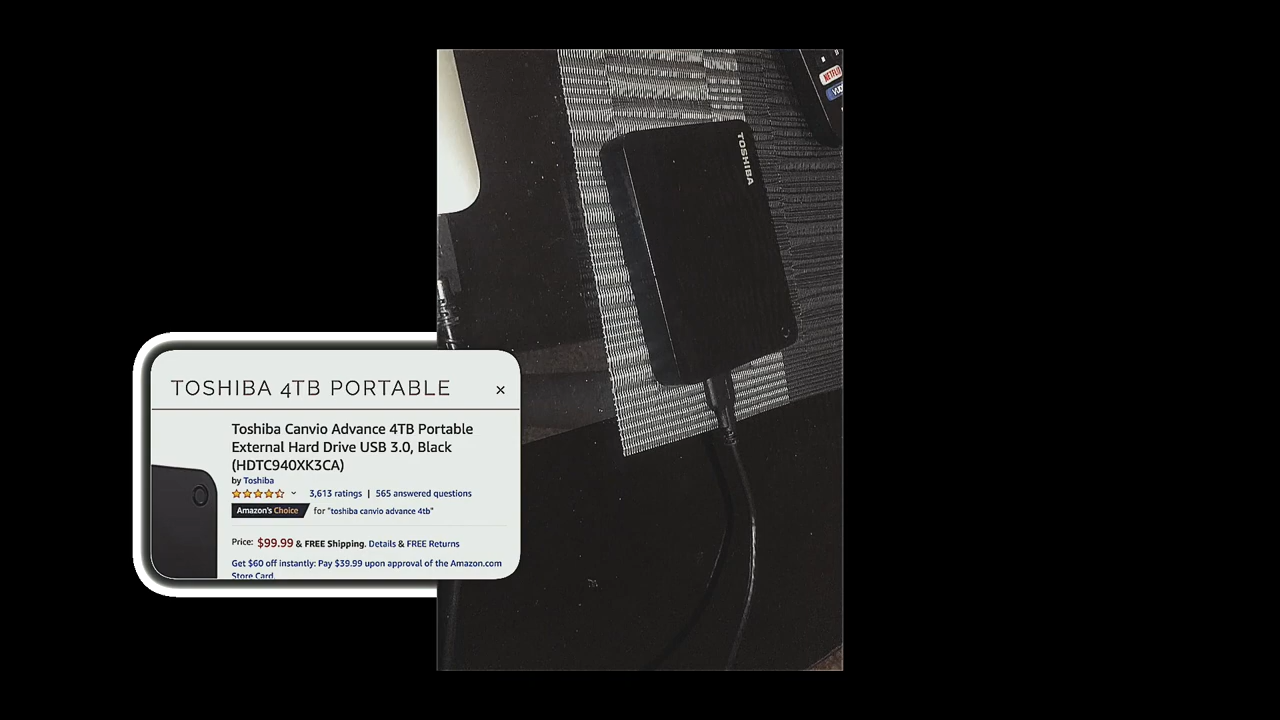 NETFLIX
VUDU
TOSHIBA
TOSHIBA 4TB PORTABLE ×
Toshiba Canvio Advance 4TB Portable
External Hard Drive USB 3.0, Black
(HDTC940XK3CA)
by Toshiba
3,613 ratings | 565 answered questions
Amazon's Choice for "toshiba canvio advance 4tb"
Price: $99.99 & FREE Shipping. Details & FREE Returns
Get $60 off instantly: Pay $39.99 upon approval of the Amazon.com
Store Card.